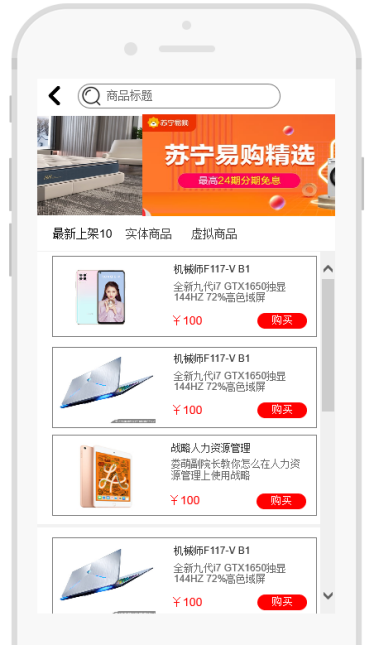 商品标题
苏宁易购
苏宁易购精选
最高24期分期免息
最新上架10 实体商品 虚拟商品
机械师F117-V B1
全新九代i7 GTX1650独显
144HZ 72%高色域屏
￥100 购买
机械师F117-V B1
全新九代i7 GTX1650独显
144HZ 72%高色域屏
￥100 购买
战略人力资源管理
娄萌副院长教你怎么在人力资
源管理上使用战略
￥100 购买
机械师F117-V B1
全新九代i7 GTX1650独显
144HZ 72%高色域屏
￥100 购买